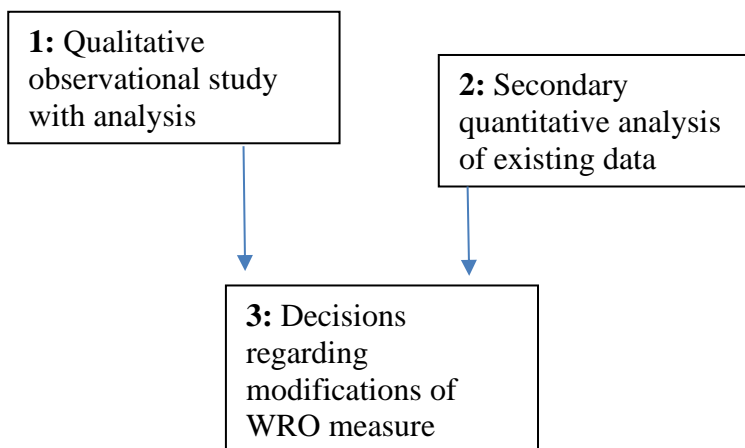 1: Qualitative
observational study
with analysis
2: Secondary
quantitative analysis
of existing data
3: Decisions
regarding
modifications of
WRO measure